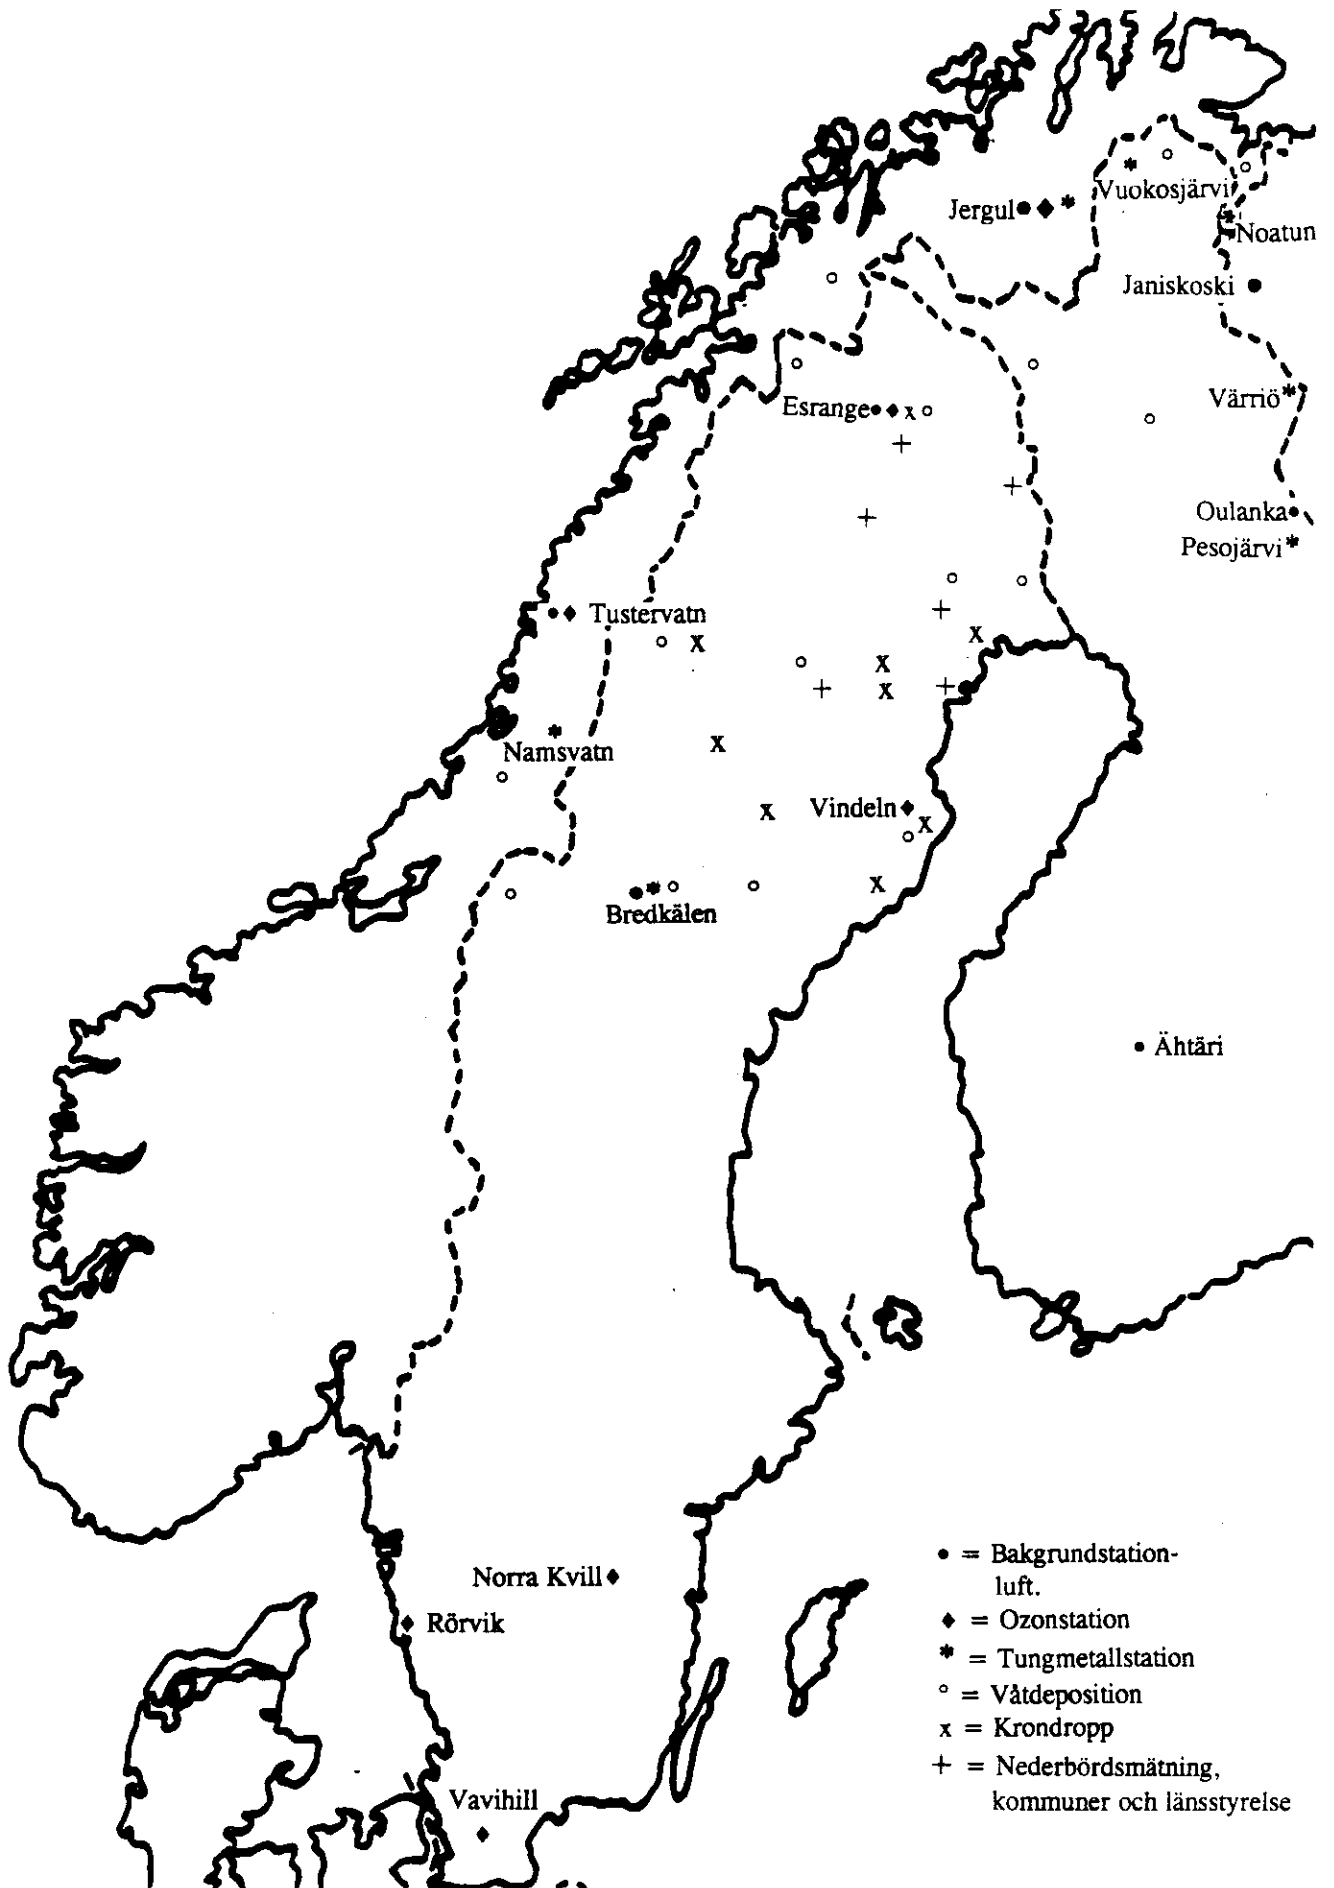 Vuokosjärvi
Jergul● ♦ *
Noatun
Janiskoski ●
Esrange● ♦ x ○
Värriö*
Oulanka●
Pesojärvi*
● ♦ Tustervatn
Namsvatn
Vindeln ♦
Bredkälen
● Ähtäri
Norra Kvill ♦
♦ Rörvik
Vavihill
● = Bakgrundstation-
luft.
♦ = Ozonstation
* = Tungmetallstation
○ = Våtdeposition
x = Krondropp
+ = Nederbördsmätning,
kommuner och länsstyrelse